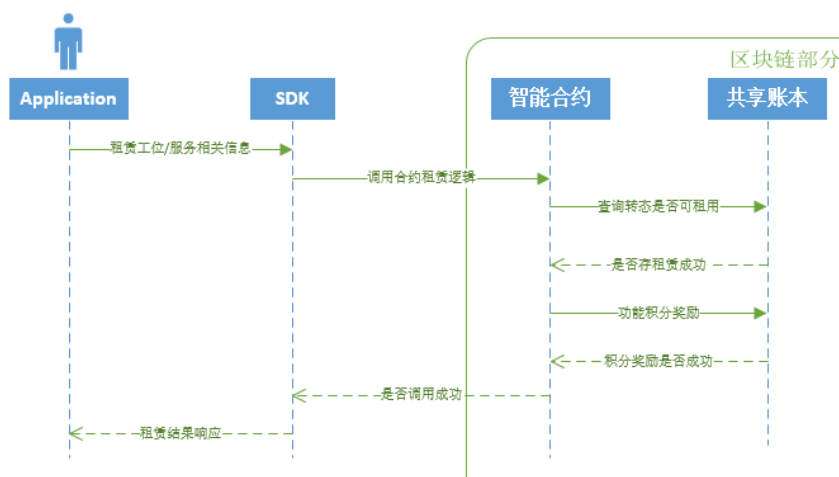 区块链部分
Application
SDK
智能合约
共享账本
租赁工位/服务相关信息
调用合约租赁逻辑
查询转态是否可租用
是否存租赁成功
功能积分奖励
积分奖励是否成功
是否调用成功
租赁结果响应